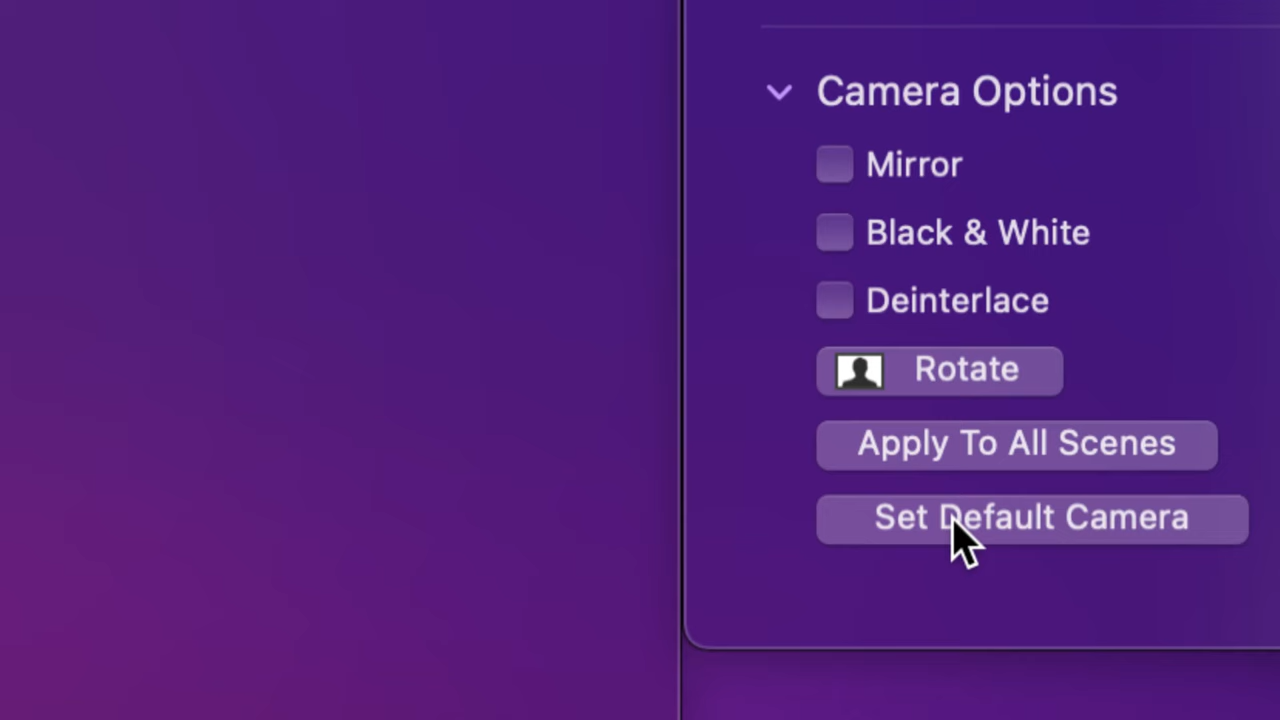 Camera Options
Mirror
Black & White
Deinterlace
Rotate
Apply To All Scenes
Set Default Camera